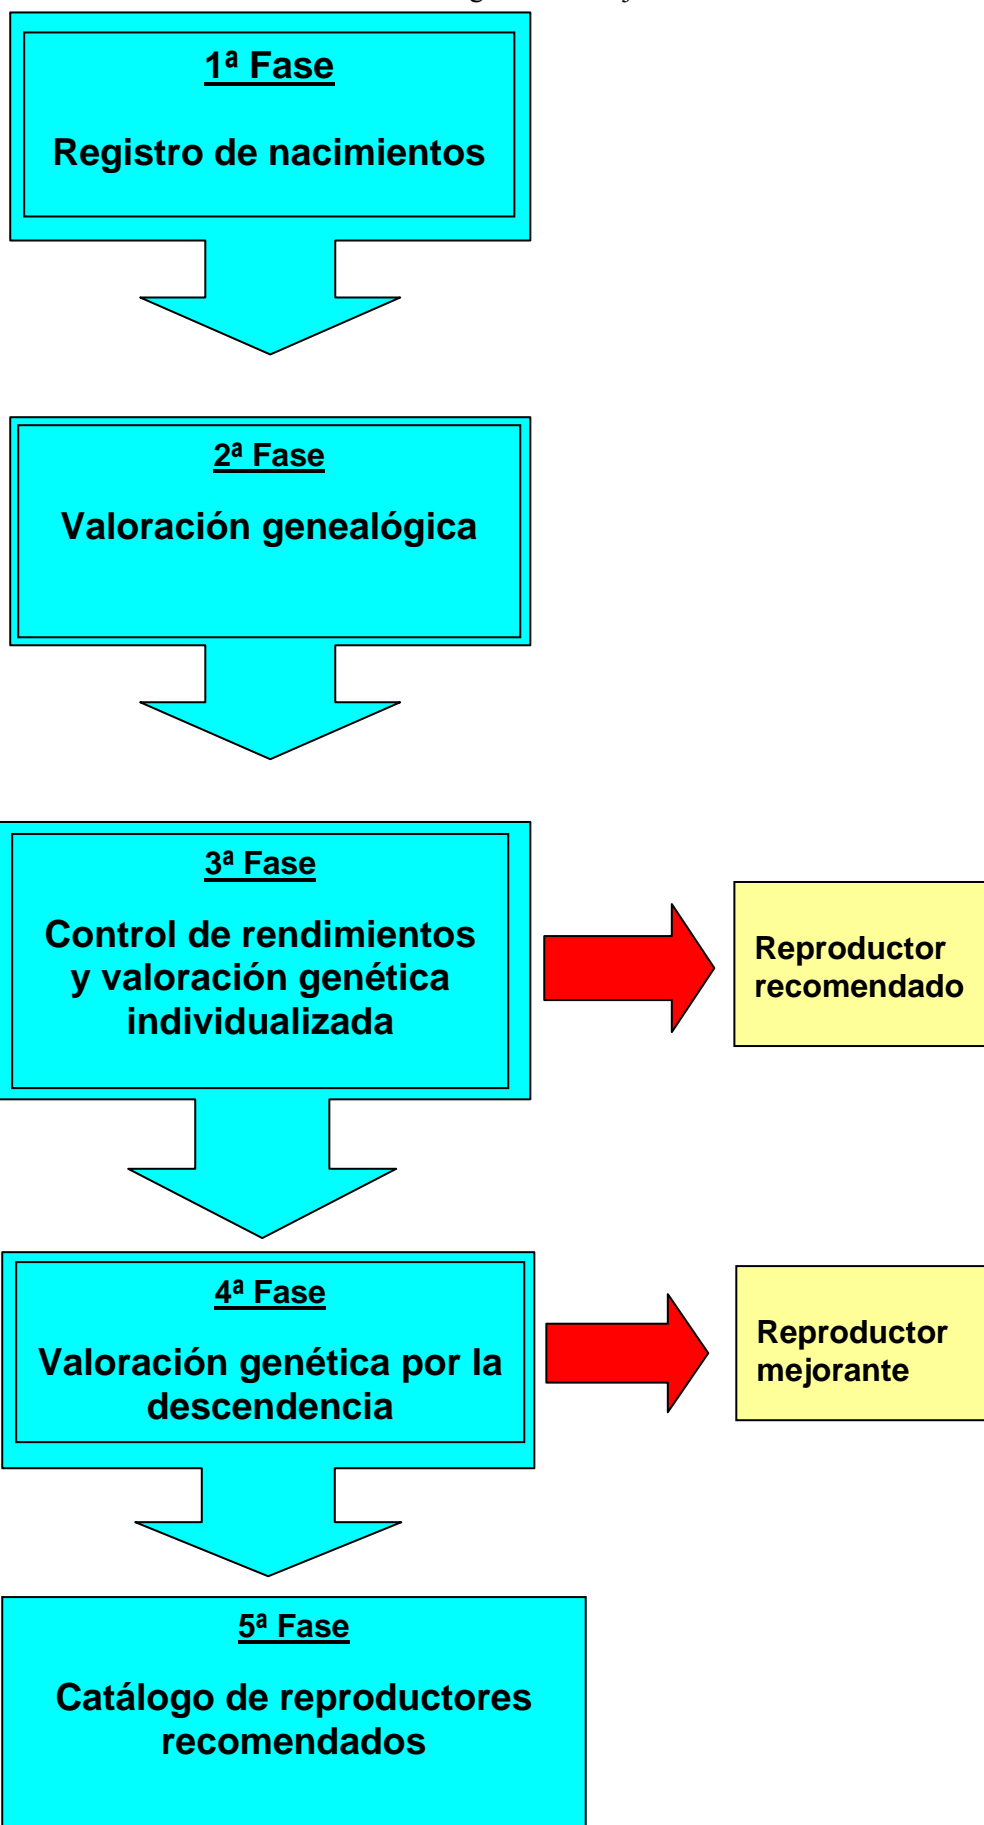 1ª Fase
Registro de nacimientos
2ª Fase
Valoración genealógica
3ª Fase
Control de rendimientos
y valoración genética
individualizada
Reproductor
recomendado
4ª Fase
Valoración genética por la
descendencia
Reproductor
mejorante
5ª Fase
Catálogo de reproductores
recomendados